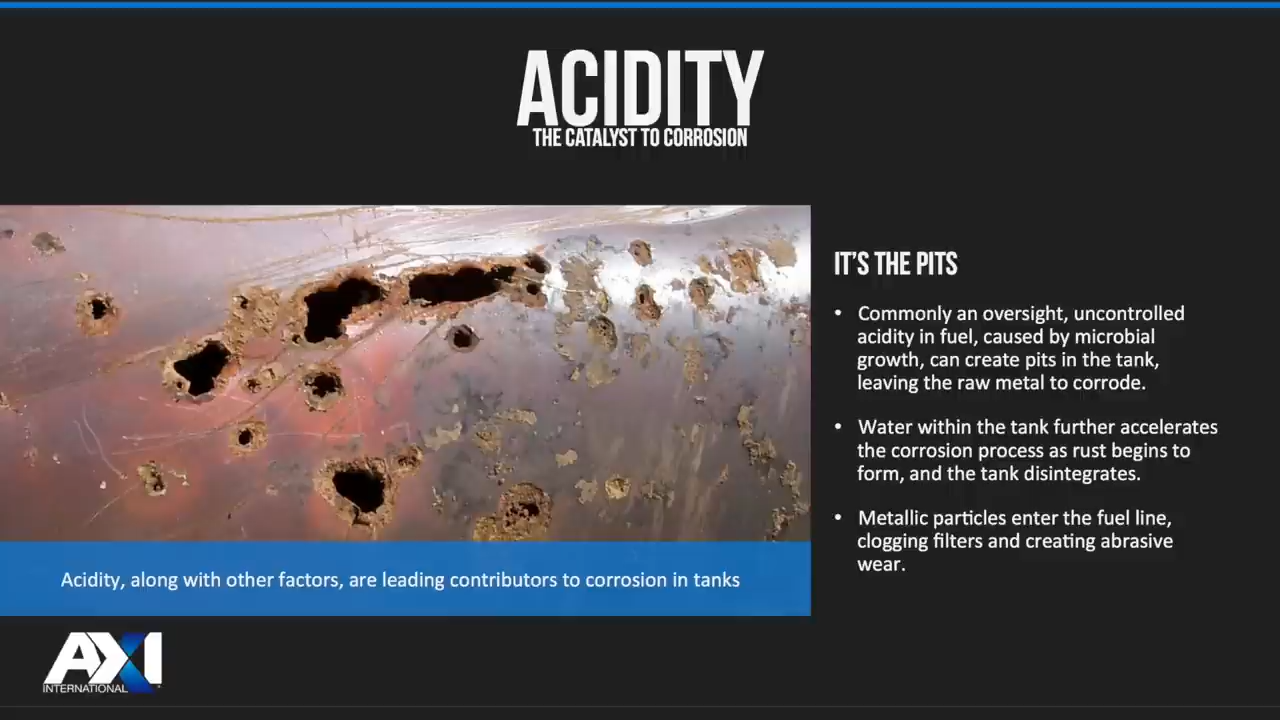 ACIDITY
THE CATALYST TO CORROSION
IT'S THE PITS
• Commonly an oversight, uncontrolled
acidity in fuel, caused by microbial
growth, can create pits in the tank,
leaving the raw metal to corrode.
• Water within the tank further accelerates
the corrosion process as rust begins to
form, and the tank disintegrates.
• Metallic particles enter the fuel line,
clogging filters and creating abrasive
wear.
Acidity, along with other factors, are leading contributors to corrosion in tanks
AXI
INTERNATIONAL